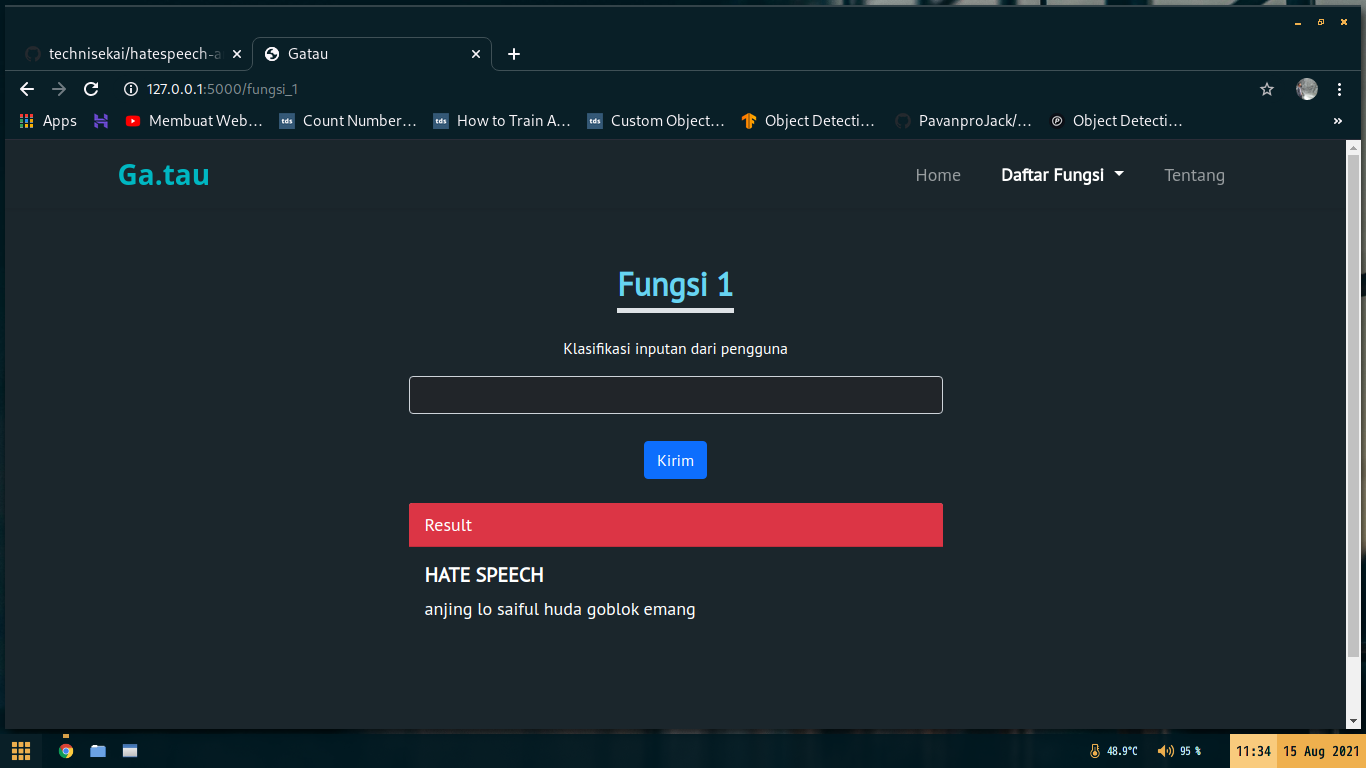 technisekai/hatespeech-a
Gatau
127.0.0.1:5000/fungsi_1
Apps
Membuat Web...
Count Number...
How to Train A...
Custom Object...
Object Detecti...
PavanproJack/...
Object Detecti...
»
Ga.tau
Home
Daftar Fungsi
Tentang
Fungsi 1
Klasifikasi inputan dari pengguna
Kirim
Result
HATE SPEECH
anjing lo saiful huda goblok emang
48.9°C
95 %
11:34
15 Aug 2021